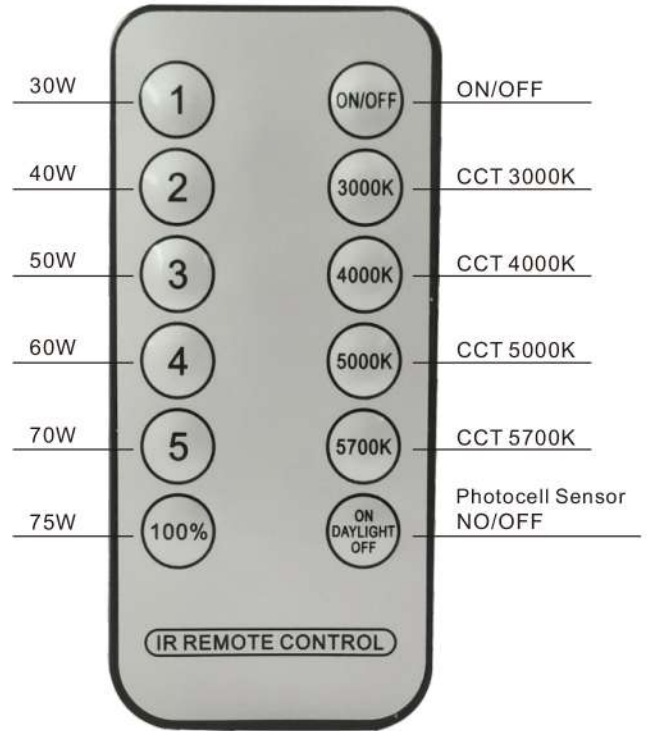 30W 1 ON/OFF ON/OFF
40W 2 3000K CCT 3000K
50W 3 4000K CCT 4000K
60W 4 5000K CCT 5000K
70W 5 5700K CCT 5700K
Photocell Sensor
75W 100% ON NO/OFF
DAYLIGHT
OFF
IR REMOTE CONTROL